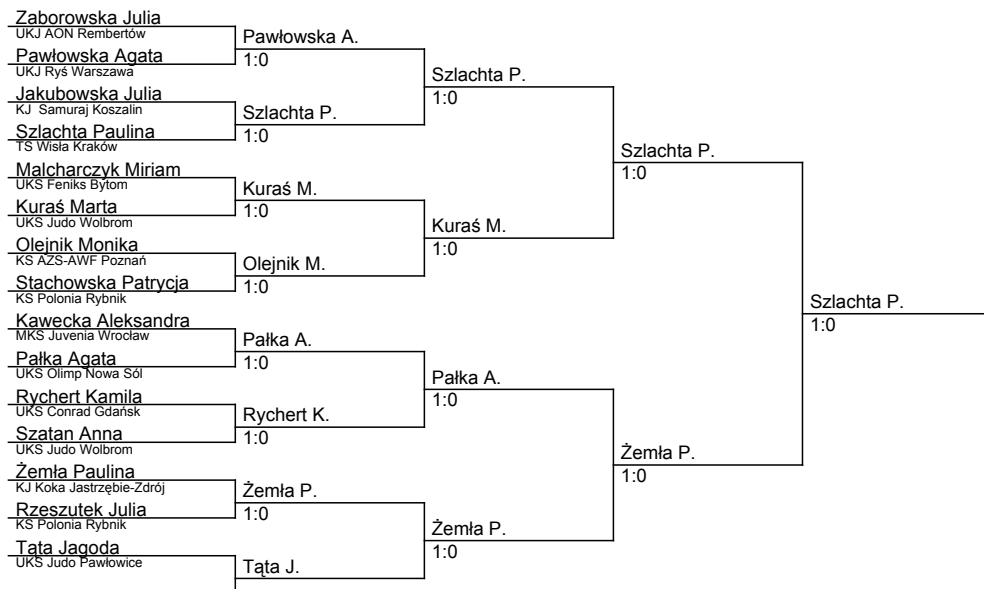 Zaborowska Julia
UKJ AON Rembertów
Pawłowska Agata
UKJ Ryś Warszawa
Jakubowska Julia
KJ Samuraj Koszalin
Szlachta Paulina
TS Wisła Kraków
Malcharczyk Miriam
UKS Feniks Bytom
Kuraś Marta
UKS Judo Wolbrom
Olejnik Monika
KS AZS-AWF Poznań
Stachowska Patrycja
KS Polonia Rybnik
Kawecka Aleksandra
MKS Juvenia Wrocław
Pałka Agata
UKS Olimp Nowa Sól
Rychert Kamila
UKS Conrad Gdańsk
Szatan Anna
UKS Judo Wolbrom
Żemła Paulina
KJ Koka Jastrzębie-Zdrój
Rzeszutek Julia
KS Polonia Rybnik
Tąta Jagoda
UKS Judo Pawłowice
Pawłowska A.
1:0
Szlachta P.
1:0
Kuraś M.
1:0
Olejnik M.
1:0
Pałka A.
1:0
Rychert K.
1:0
Żemła P.
1:0
Tąta J.
Szlachta P.
1:0
Kuraś M.
1:0
Pałka A.
1:0
Żemła P.
1:0
Szlachta P.
1:0
Żemła P.
1:0
Szlachta P.
1:0